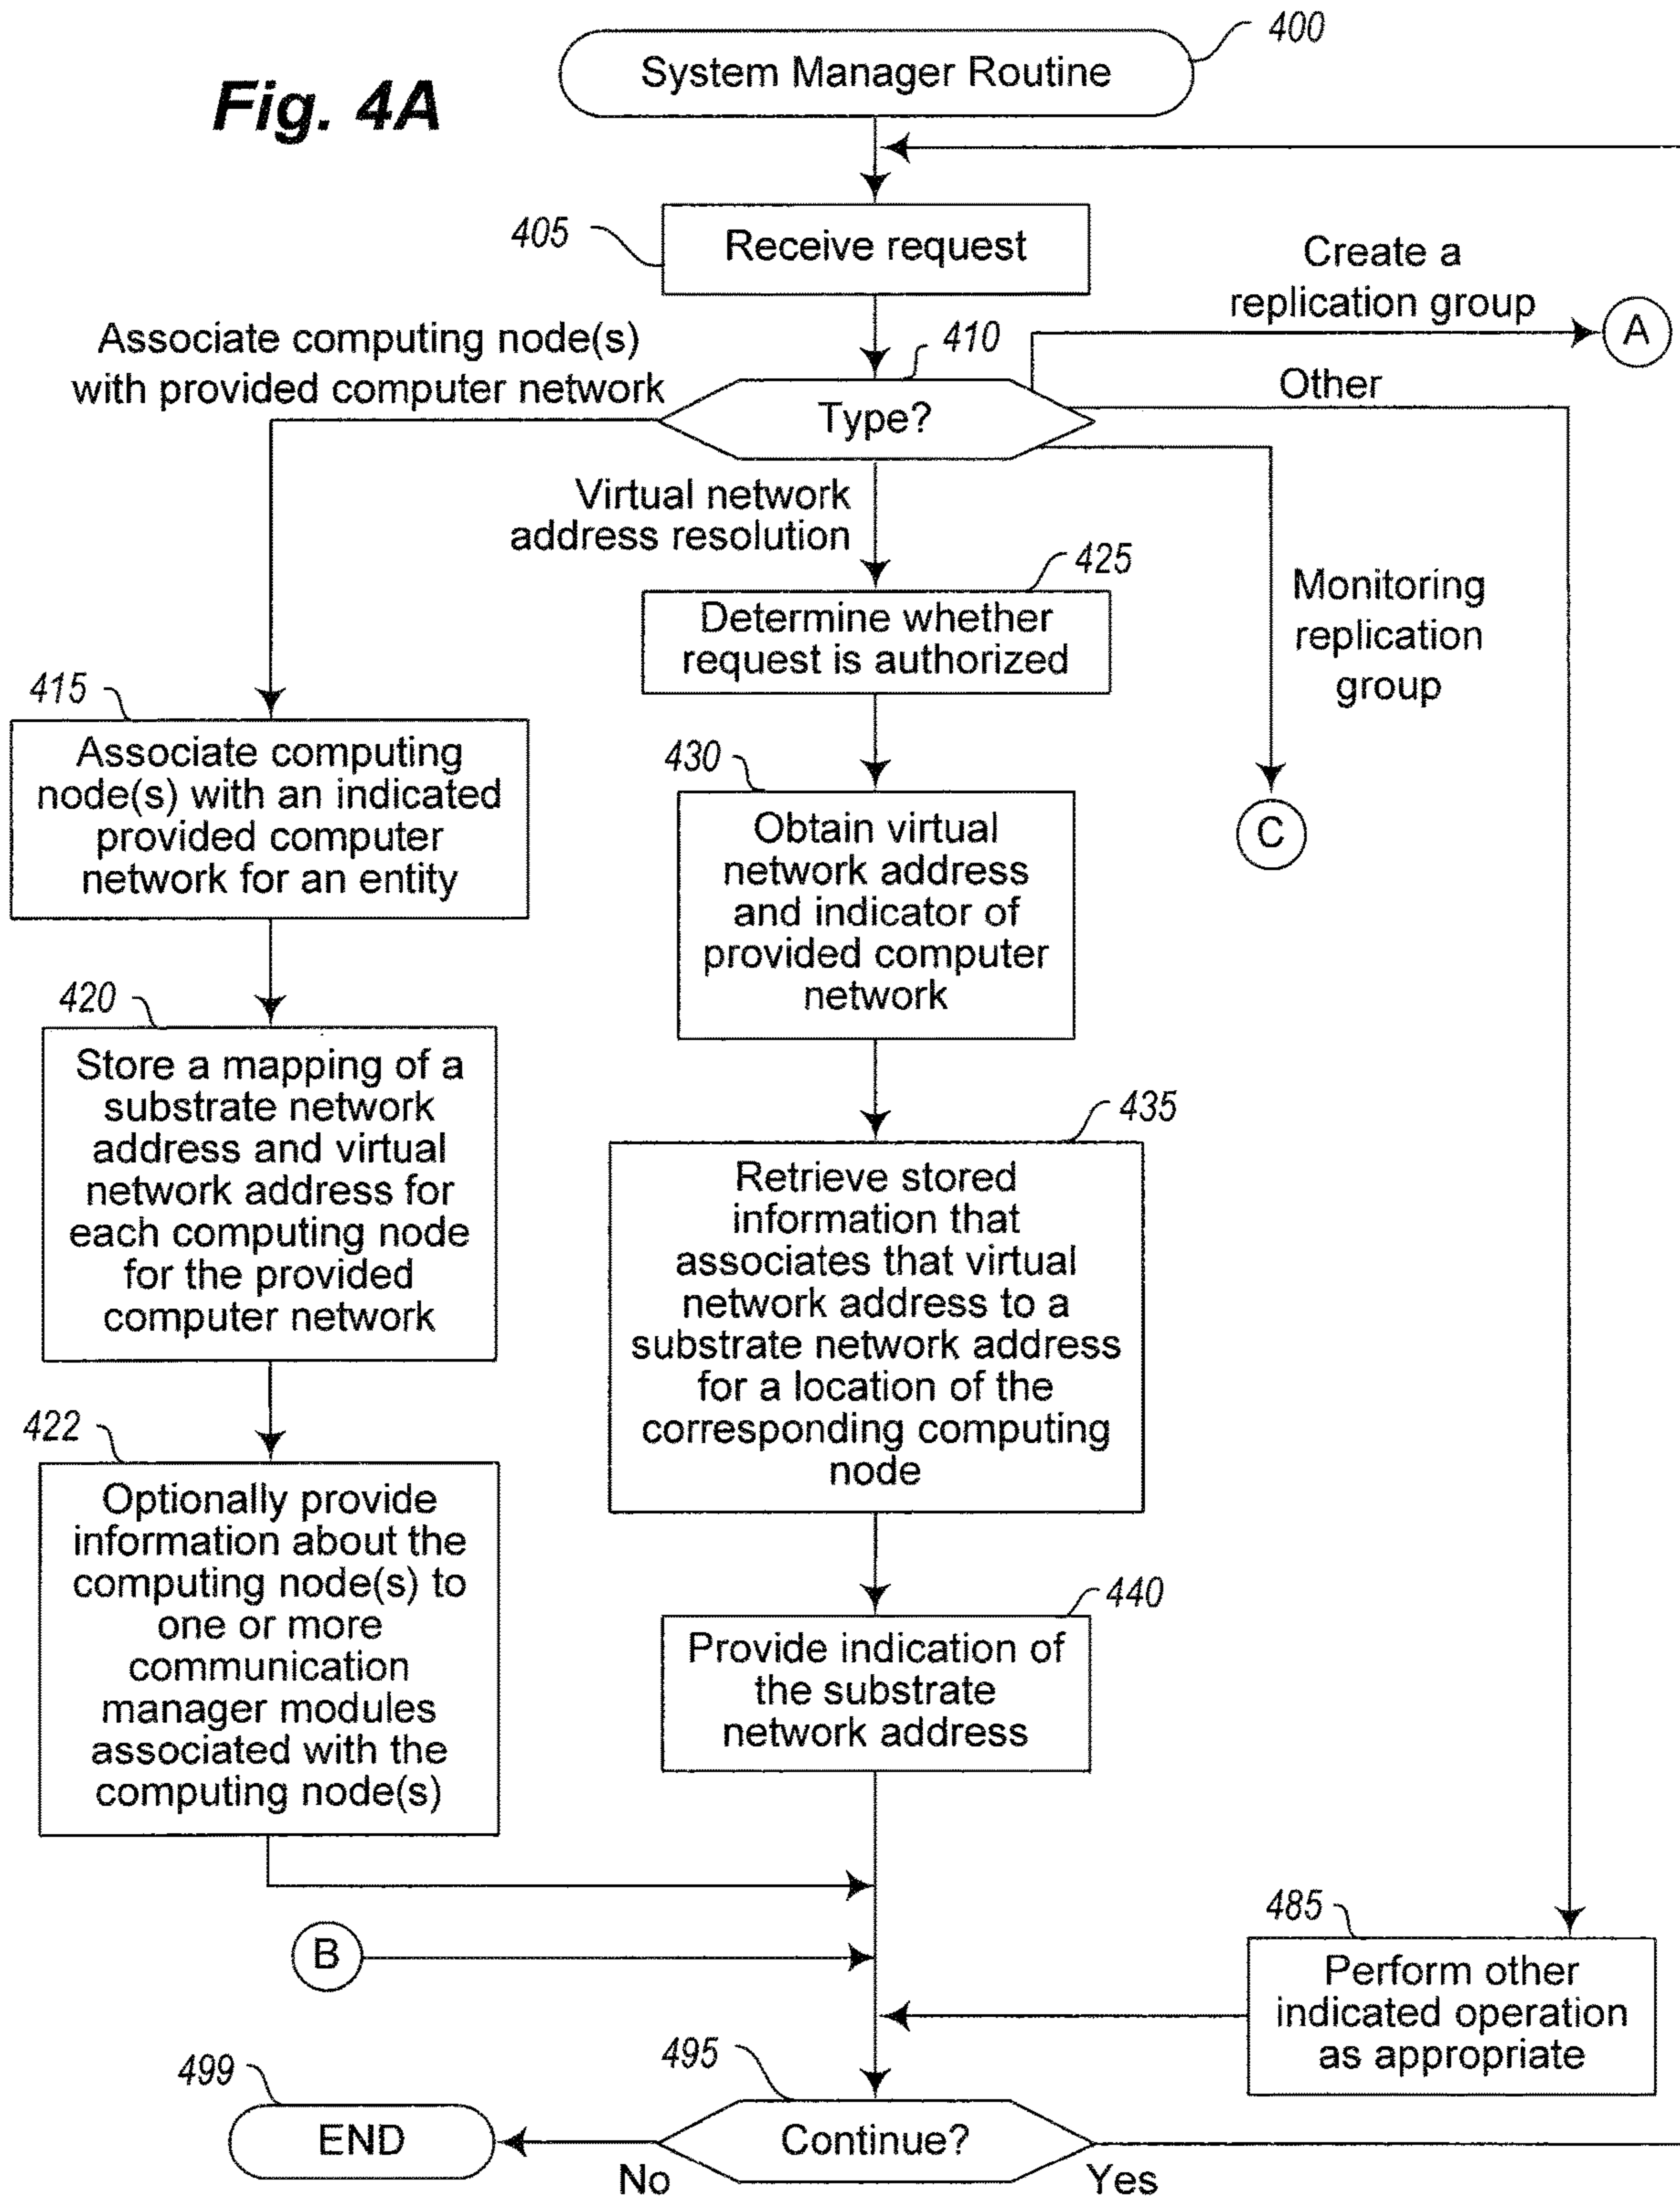 Fig. 4A
System Manager Routine
400
405
Receive request
Create a
replication group
A
Associate computing node(s)
with provided computer network
410
Type?
Other
Virtual network
address resolution
425
Determine whether
request is authorized
Monitoring
replication
group
C
415
Associate computing
node(s) with an indicated
provided computer
network for an entity
430
Obtain virtual
network address
and indicator of
provided computer
network
420
Store a mapping of a
substrate network
address and virtual
network address for
each computing node
for the provided
computer network
435
Retrieve stored
information that
associates that virtual
network address to a
substrate network address
for a location of the
corresponding computing
node
422
Optionally provide
information about the
computing node(s) to
one or more
communication
manager modules
associated with the
computing node(s)
440
Provide indication of
the substrate
network address
B
485
Perform other
indicated operation
as appropriate
495
Continue?
499
END
No
Yes